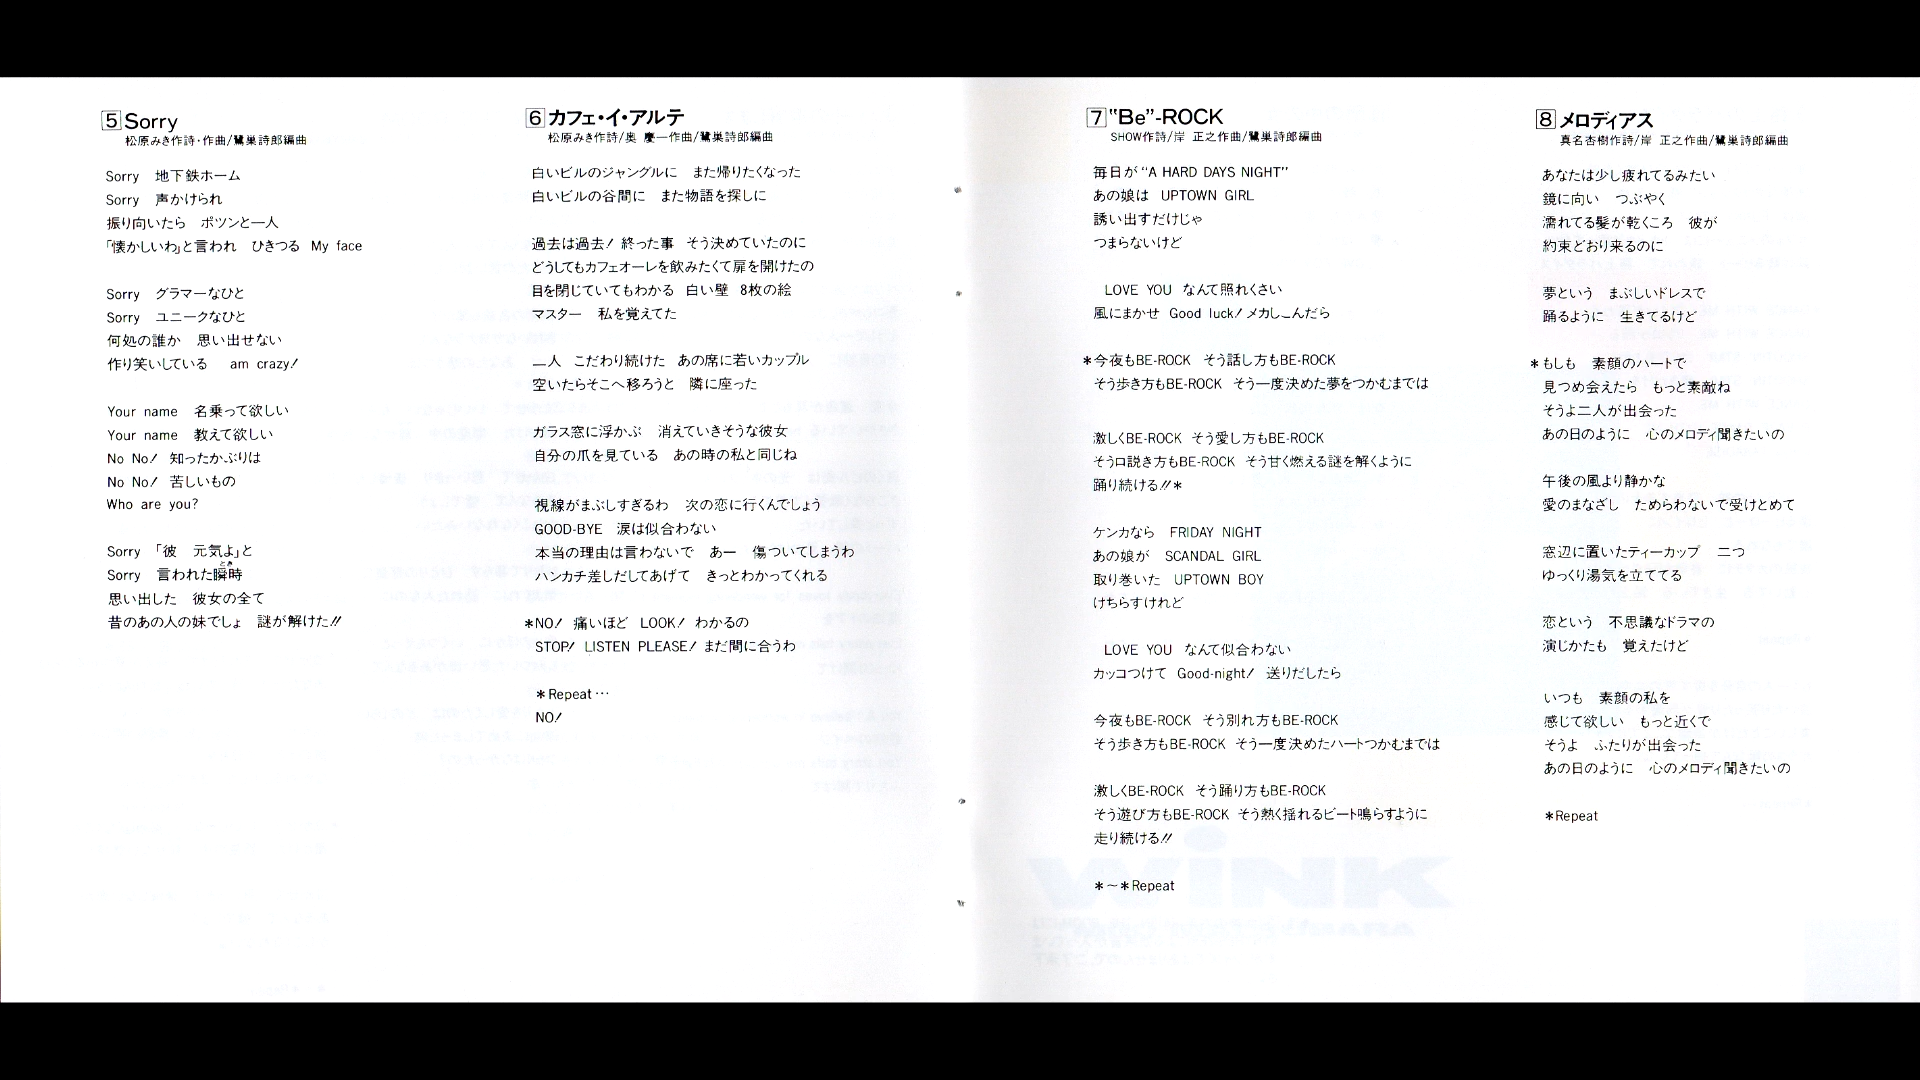 5 Sorry
松原みき作詩・作曲/鷺巣詩郎編曲
Sorry 地下鉄ホーム
Sorry 声かけられ
振り向いたら ポツンと一人
「懐かしいわ」と言われ ひきつる My face
Sorry グラマーなひと
Sorry ユニークなひと
何処の誰か 思い出せない
作り笑いしている am crazy!
Your name 名乗って欲しい
Your name 教えて欲しい
No No! 知ったかぶりは
No No! 苦しいもの
Who are you?
Sorry 「彼 元気よ」と
Sorry 言われた瞬時
思い出した 彼女の全て
昔のあの人の妹でしょ 謎が解けた!!
6 カフェ・イ・アルテ
松原みき作詩/奥 慶一作曲/鷺巣詩郎編曲
白いビルのジャングルに また帰りたくなった
白いビルの谷間に また物語を探しに
過去は過去! 終った事 そう決めていたのに
どうしてもカフェオーレを飲みたくて扉を開けたの
目を閉じていてもわかる 白い壁 8枚の絵
マスター 私を覚えてた
二人 こだわり続けた あの席に若いカップル
空いたらそこへ移ろうと 隣に座った
ガラス窓に浮かぶ 消えていきそうな彼女
自分の爪を見ている あの時の私と同じね
視線がまぶしすぎるわ 次の恋に行くんでしょう
GOOD-BYE 涙は似合わない
本当の理由は言わないで あー 傷ついてしまうわ
ハンカチ差しだしてあげて きっとわかってくれる
*NO! 痛いほど LOOK! わかるの
STOP! LISTEN PLEASE! まだ間に合うわ
*Repeat…
NO!
7 "Be"-ROCK
SHOW作詩/岸 正之作曲/鷺巣詩郎編曲
毎日が"A HARD DAYS NIGHT"
あの娘は UPTOWN GIRL
誘い出すだけじゃ
つまらないけど
LOVE YOU なんて照れくさい
風にまかせ Good luck! メカしこんだら
*今夜もBE-ROCK そう話し方もBE-ROCK
そう歩き方もBE-ROCK そう一度決めた夢をつかむまでは
激しくBE-ROCK そう愛し方もBE-ROCK
そう口説き方もBE-ROCK そう甘く燃える謎を解くように
踊り続ける!!*
ケンカなら FRIDAY NIGHT
あの娘が SCANDAL GIRL
取り巻いた UPTOWN BOY
けちらすけれど
LOVE YOU なんて似合わない
カッコつけて Good-night! 送りだしたら
今夜もBE-ROCK そう別れ方もBE-ROCK
そう歩き方もBE-ROCK そう一度決めたハートつかむまでは
激しくBE-ROCK そう踊り方もBE-ROCK
そう遊び方もBE-ROCK そう熱く揺れるビート鳴らすように
走り続ける!!
*~*Repeat
8 メロディアス
真名杏樹作詩/岸 正之作曲/鷺巣詩郎編曲
あなたは少し疲れてるみたい
鏡に向い つぶやく
濡れてる髪が乾くころ 彼が
約束どおり来るのに
夢という まぶしいドレスで
踊るように 生きてるけど
*もしも 素顔のハートで
見つめ会えたら もっと素敵ね
そうよ二人が出会った
あの日のように 心のメロディ聞きたいの
午後の風より静かな
愛のまなざし ためらわないで受けとめて
窓辺に置いたティーカップ 二つ
ゆっくり湯気を立ててる
恋という 不思議なドラマの
演じかたも 覚えたけど
いつも 素顔の私を
感じて欲しい もっと近くで
そうよ ふたりが出会った
あの日のように 心のメロディ聞きたいの
*Repeat